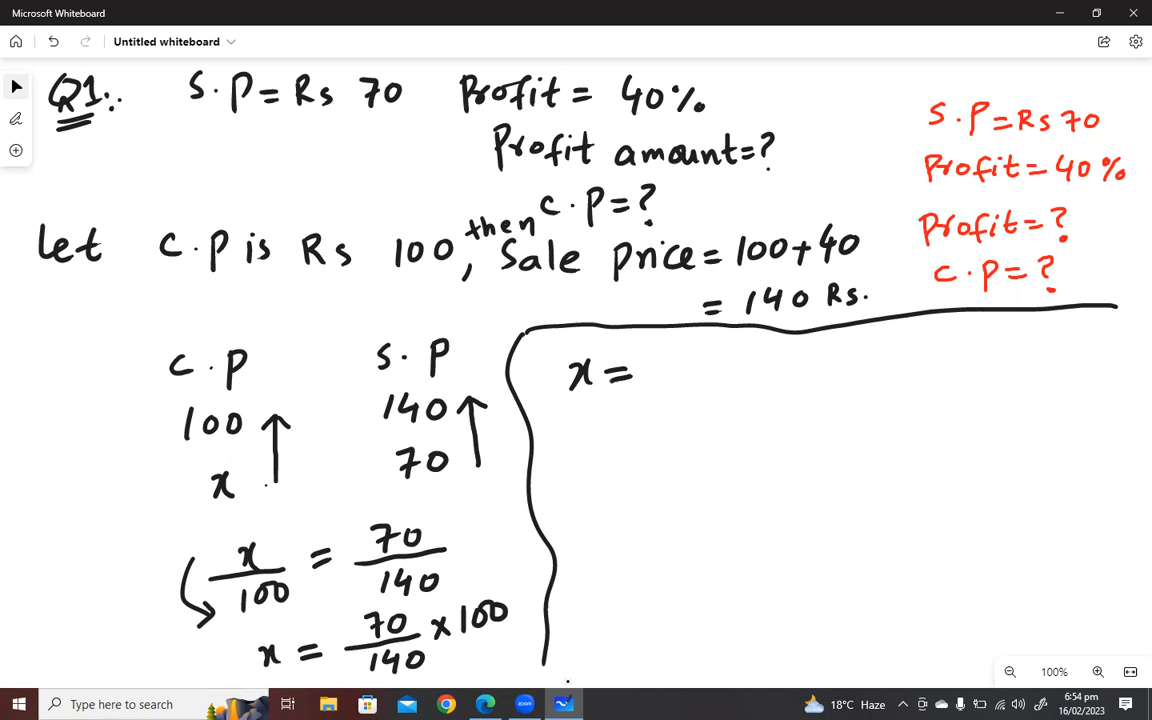 Microsoft Whiteboard
Untitled whiteboard
Q1:. S.P = Rs 70 Profit = 40%
Profit amount = ?
C.P = ?
Let C.P is Rs 100, then Sale Price = 100 + 40
= 140 Rs.
S.P = Rs 70
Profit = 40%
Profit = ?
C.P = ?
C.P S.P
100 140
x 70
x/100 = 70/140
x = 70/140 × 100
x =
100%
Type here to search
zoom
18°C Haze
6:54 pm
16/02/2023